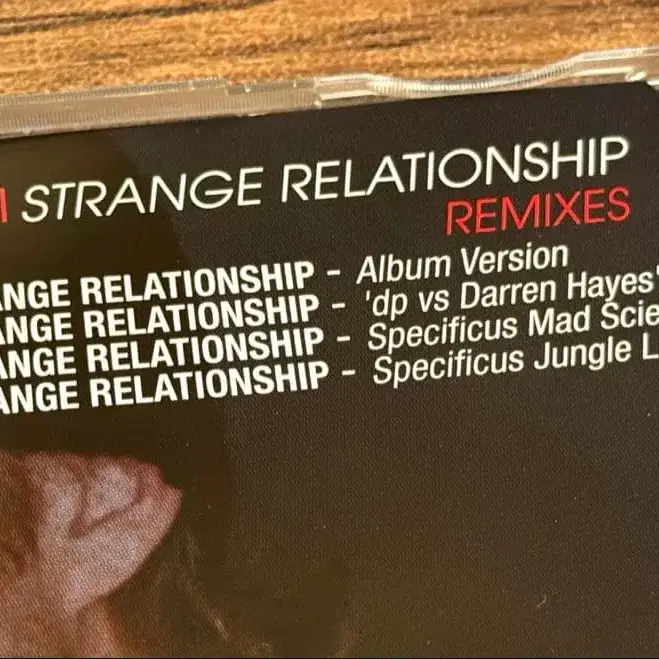 STRANGE RELATIONSHIP
REMIXES
ANGE RELATIONSHIP - Album Version
ANGE RELATIONSHIP - 'dp vs Darren Hayes'
ANGE RELATIONSHIP - Specificus Mad Scie
ANGE RELATIONSHIP - Specificus Jungle L